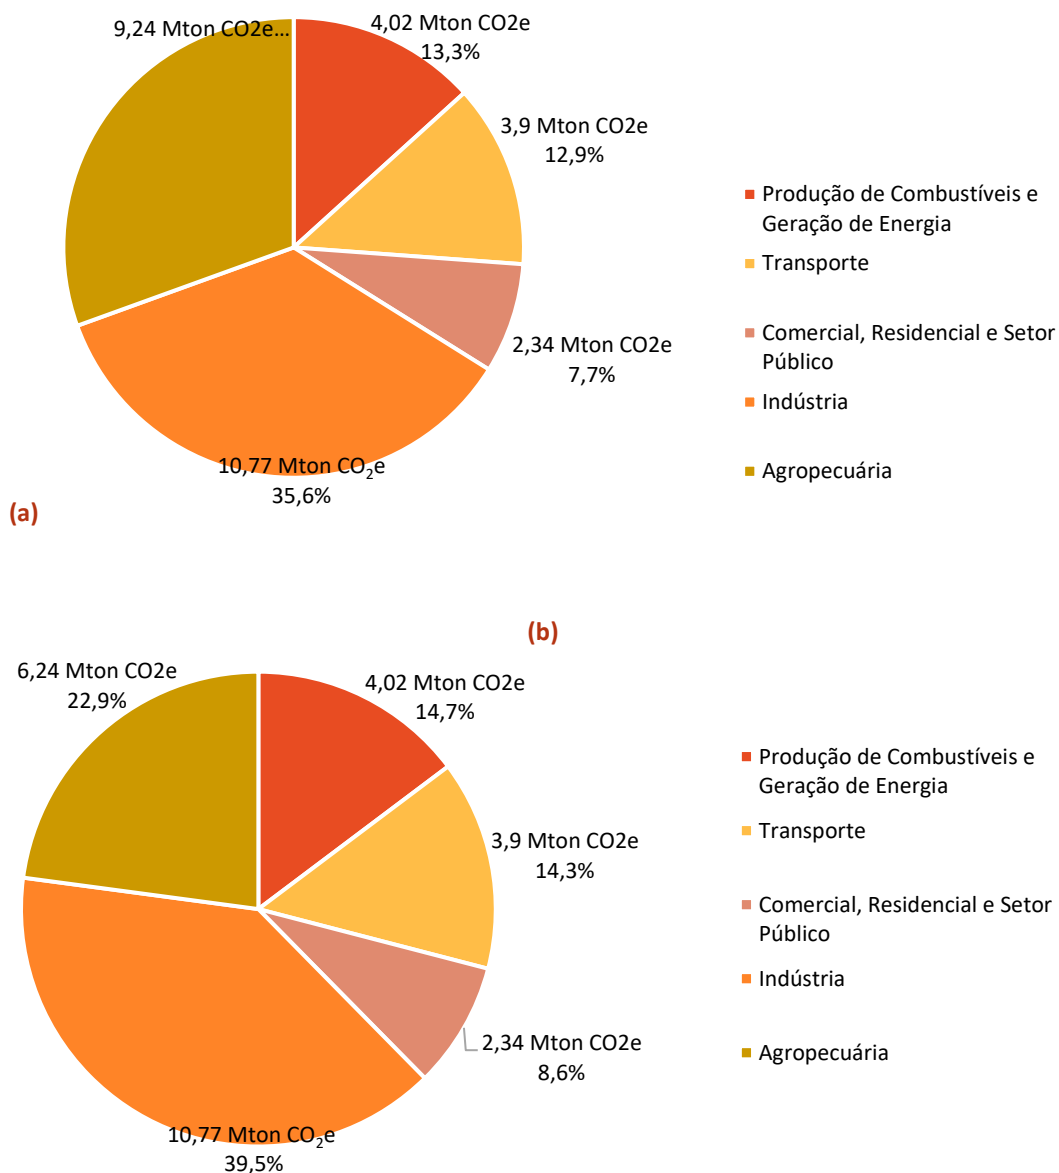 9,24 Mton CO2e...
4,02 Mton CO2e
13,3%
3,9 Mton CO2e
12,9%
2,34 Mton CO2e
7,7%
10,77 Mton CO₂e
35,6%
Produção de Combustíveis e
Geração de Energia
Transporte
Comercial, Residencial e Setor
Público
Indústria
Agropecuária
(a)
(b)
6,24 Mton CO2e
22,9%
4,02 Mton CO2e
14,7%
3,9 Mton CO2e
14,3%
2,34 Mton CO2e
8,6%
10,77 Mton CO₂e
39,5%
Produção de Combustíveis e
Geração de Energia
Transporte
Comercial, Residencial e Setor
Público
Indústria
Agropecuária